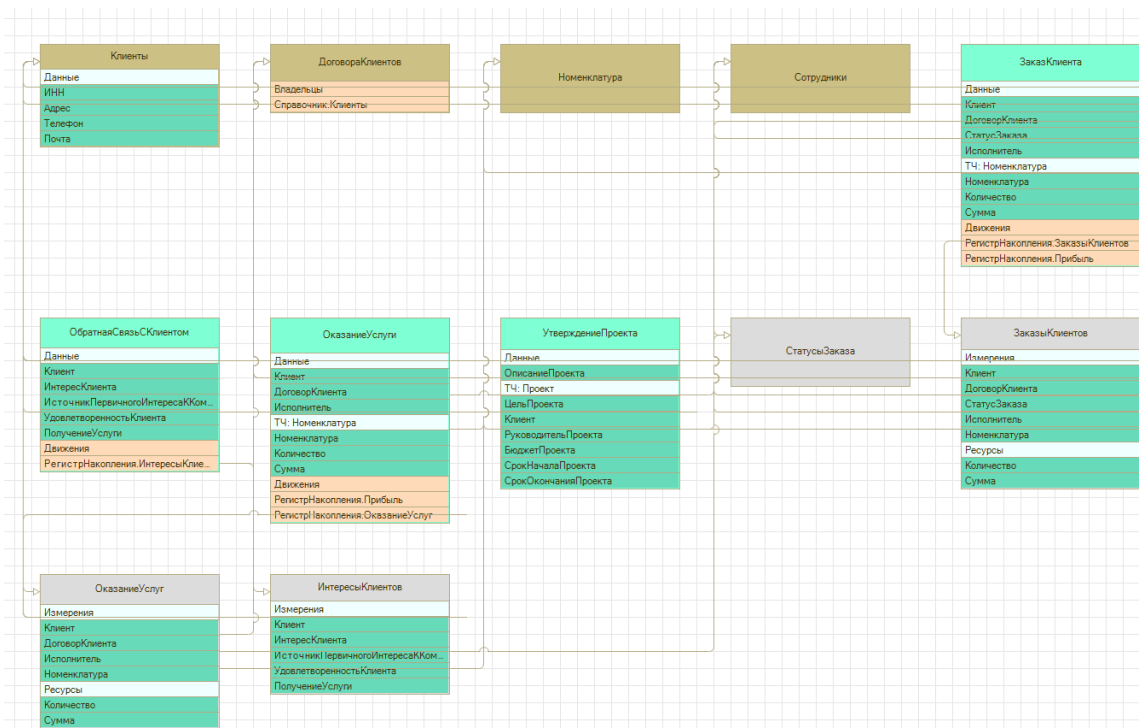 Клиенты
Данные
ИНН
Адрес
Телефон
Почта
ДоговораКлиентов
Владельцы
Справочник.Клиенты
Номенклатура
Сотрудники
ЗаказКлиента
Данные
Клиент
ДоговорКлиента
СтатусЗаказа
Исполнитель
ТЧ: Номенклатура
Номенклатура
Количество
Сумма
Движения
РегистрНакопления.ЗаказыКлиентов
РегистрНакопления.Прибыль
ОбратнаяСвязьСКлиентом
Данные
Клиент
ИнтересКлиента
ИсточникПервичногоИнтересаККом...
УдовлетворенностьКлиента
ПолучениеУслуги
Движения
РегистрНакопления.ИнтересыКлие...
ОказаниеУслуги
Данные
Клиент
ДоговорКлиента
Исполнитель
ТЧ: Номенклатура
Номенклатура
Количество
Сумма
Движения
РегистрНакопления.Прибыль
РегистрНакопления.ОказаниеУслуг
УтверждениеПроекта
Данные
ОписаниеПроекта
ТЧ: Проект
ЦельПроекта
Клиент
РуководительПроекта
БюджетПроекта
СрокНачалаПроекта
СрокОкончанияПроекта
СтатусыЗаказа
ЗаказыКлиентов
Измерения
Клиент
ДоговорКлиента
СтатусЗаказа
Исполнитель
Номенклатура
Ресурсы
Количество
Сумма
ОказаниеУслуг
Измерения
Клиент
ДоговорКлиента
Исполнитель
Номенклатура
Ресурсы
Количество
Сумма
ИнтересыКлиентов
Измерения
Клиент
ИнтересКлиента
ИсточникПервичногоИнтересаККом...
УдовлетворенностьКлиента
ПолучениеУслуги